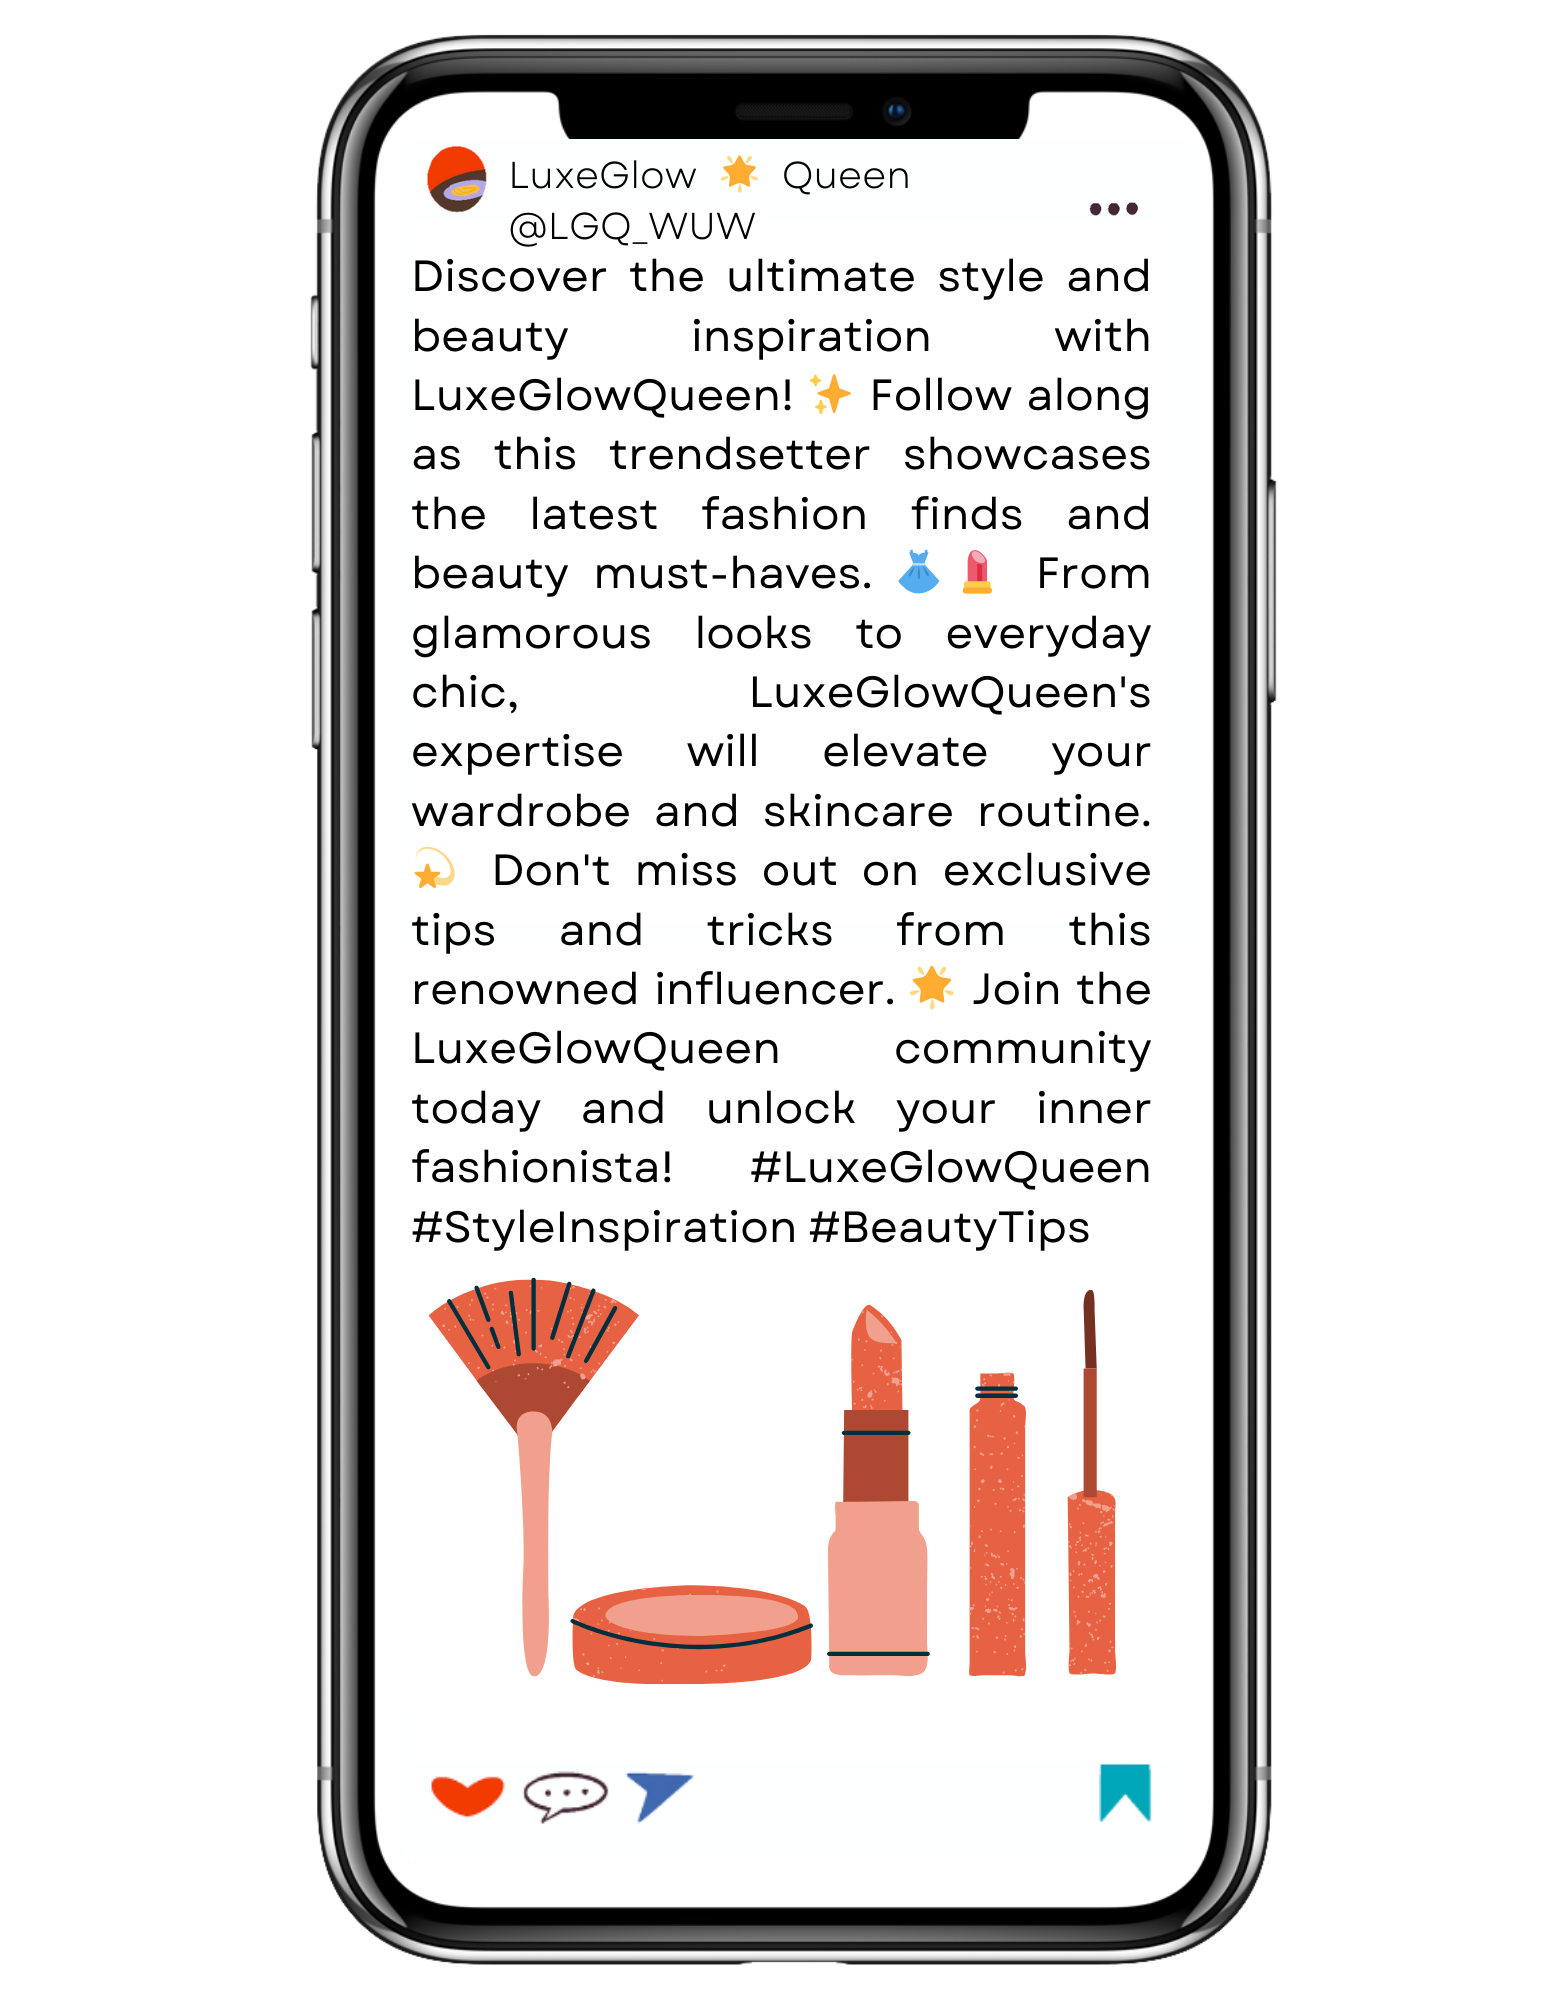 LuxeGlow 🌟 Queen
@LGQ_WUW
Discover the ultimate style and
beauty inspiration with
LuxeGlowQueen! ✨ Follow along
as this trendsetter showcases
the latest fashion finds and
beauty must-haves. 👗💄 From
glamorous looks to everyday
chic, LuxeGlowQueen's
expertise will elevate your
wardrobe and skincare routine.
💫 Don't miss out on exclusive
tips and tricks from this
renowned influencer. 🌟 Join the
LuxeGlowQueen community
today and unlock your inner
fashionista! #LuxeGlowQueen
#StyleInspiration #BeautyTips